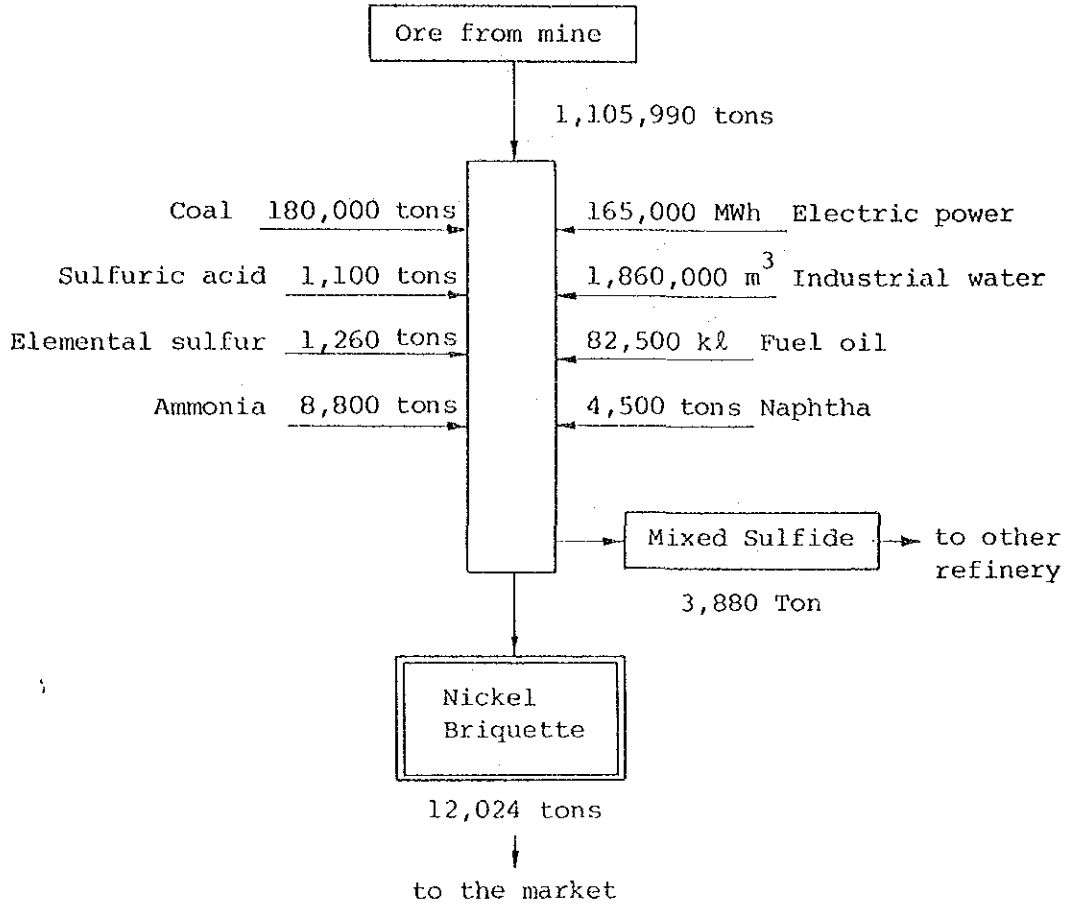 Ore from mine
1,105,990 tons
Coal 180,000 tons
165,000 MWh Electric power
Sulfuric acid 1,100 tons
1,860,000 m³ Industrial water
Elemental sulfur 1,260 tons
82,500 kℓ Fuel oil
Ammonia 8,800 tons
4,500 tons Naphtha
Mixed Sulfide
to other
refinery
3,880 Ton
Nickel
Briquette
12,024 tons
to the market